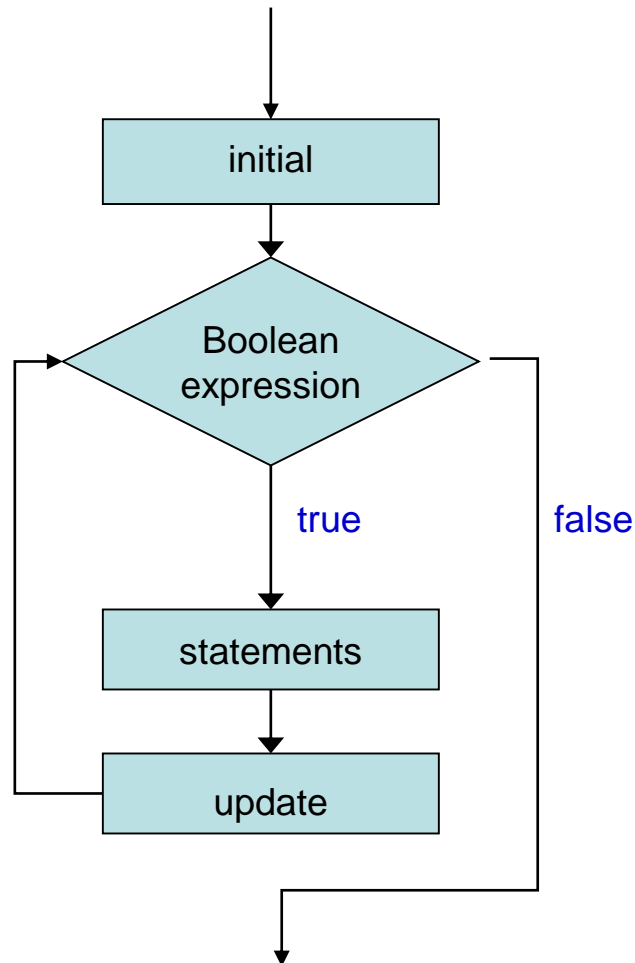 initial
Boolean
expression
true
false
statements
update